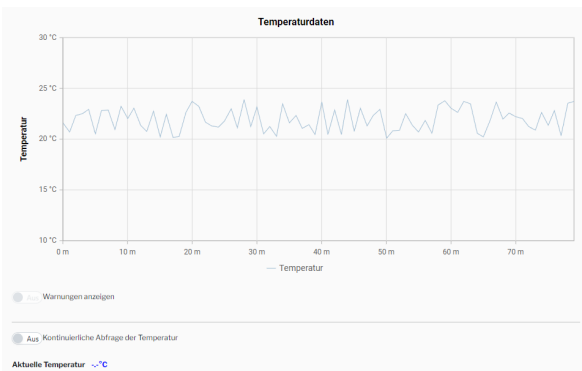 Temperaturdaten
30 °C
25 °C
20 °C
15 °C
10 °C
Temperatur
0 m 10 m 20 m 30 m 40 m 50 m 60 m 70 m
Temperatur
Aus Warnungen anzeigen
Aus Kontinuierliche Abfrage der Temperatur
Aktuelle Temperatur -.-°C